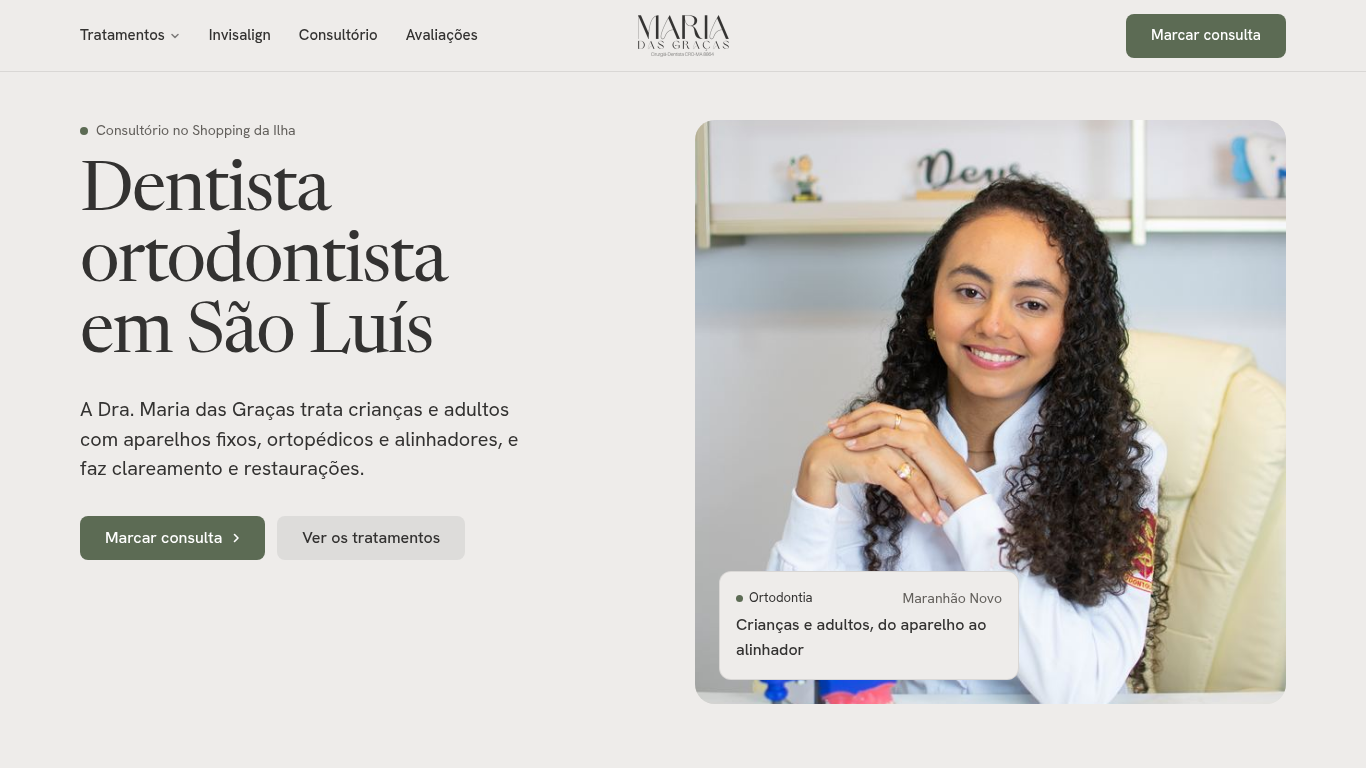 Tratamentos
Invisalign
Consultório
Avaliações
MARIA
DAS GRAÇAS
Marcar consulta
Consultório no Shopping da Ilha
Dentista
ortodontista
em São Luís
A Dra. Maria das Graças trata crianças e adultos
com aparelhos fixos, ortopédicos e alinhadores, e
faz clareamento e restaurações.
Marcar consulta
Ver os tratamentos
Deus
Ortodontia
Maranhão Novo
Crianças e adultos, do aparelho ao
alinhador